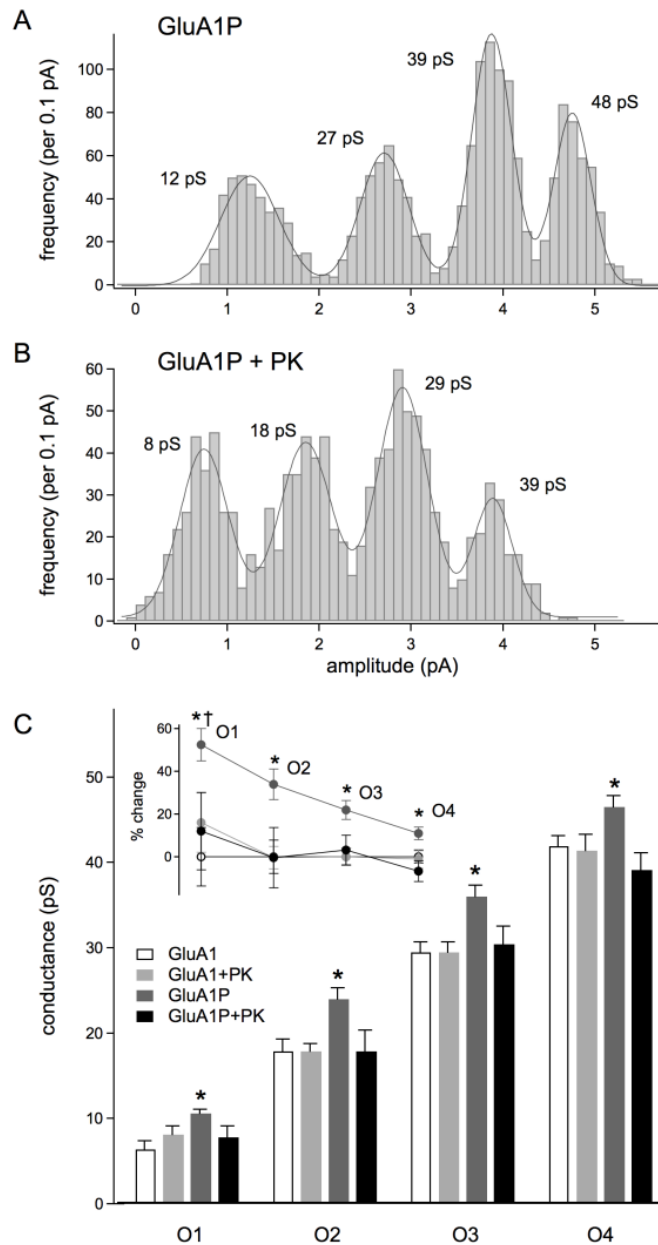 A
GluA1P
frequency (per 0.1 pA)
100
80
60
40
20
0
12 pS
27 pS
39 pS
48 pS
0
1
2
3
4
5
B
GluA1P + PK
frequency (per 0.1 pA)
60
50
40
30
20
10
0
8 pS
18 pS
29 pS
39 pS
0
1
2
3
4
5
amplitude (pA)
C
conductance (pS)
50
40
30
20
10
0
% change
60
40
20
0
*† O1
* O2
* O3
* O4
GluA1
GluA1+PK
GluA1P
GluA1P+PK
*
*
*
*
O1
O2
O3
O4